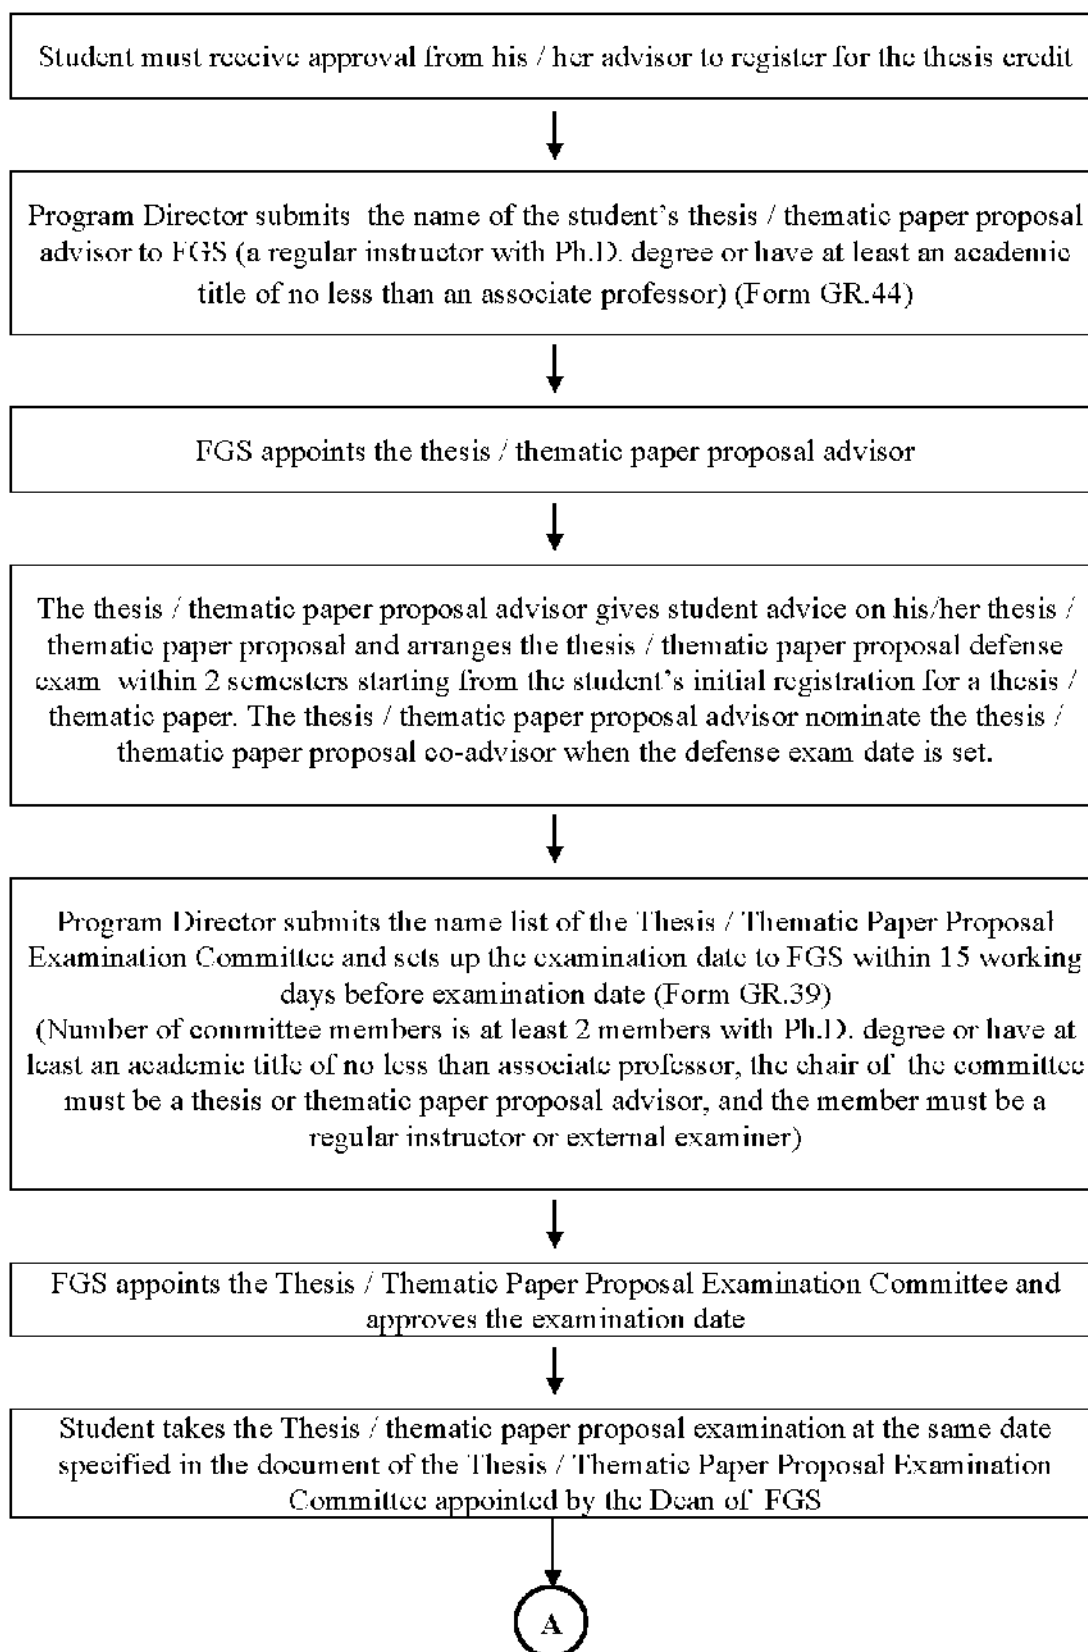 Student must receive approval from his / her advisor to register for the thesis credit
Program Director submits the name of the student's thesis / thematic paper proposal
advisor to FGS (a regular instructor with Ph.D. degree or have at least an academic
title of no less than an associate professor) (Form GR.44)
FGS appoints the thesis / thematic paper proposal advisor
The thesis / thematic paper proposal advisor gives student advice on his/her thesis /
thematic paper proposal and arranges the thesis / thematic paper proposal defense
exam within 2 semesters starting from the student's initial registration for a thesis /
thematic paper. The thesis / thematic paper proposal advisor nominate the thesis /
thematic paper proposal co-advisor when the defense exam date is set.
Program Director submits the name list of the Thesis / Thematic Paper Proposal
Examination Committee and sets up the examination date to FGS within 15 working
days before examination date (Form GR.39)
(Number of committee members is at least 2 members with Ph.D. degree or have at
least an academic title of no less than associate professor, the chair of the committee
must be a thesis or thematic paper proposal advisor, and the member must be a
regular instructor or external examiner)
FGS appoints the Thesis / Thematic Paper Proposal Examination Committee and
approves the examination date
Student takes the Thesis / thematic paper proposal examination at the same date
specified in the document of the Thesis / Thematic Paper Proposal Examination
Committee appointed by the Dean of FGS
A